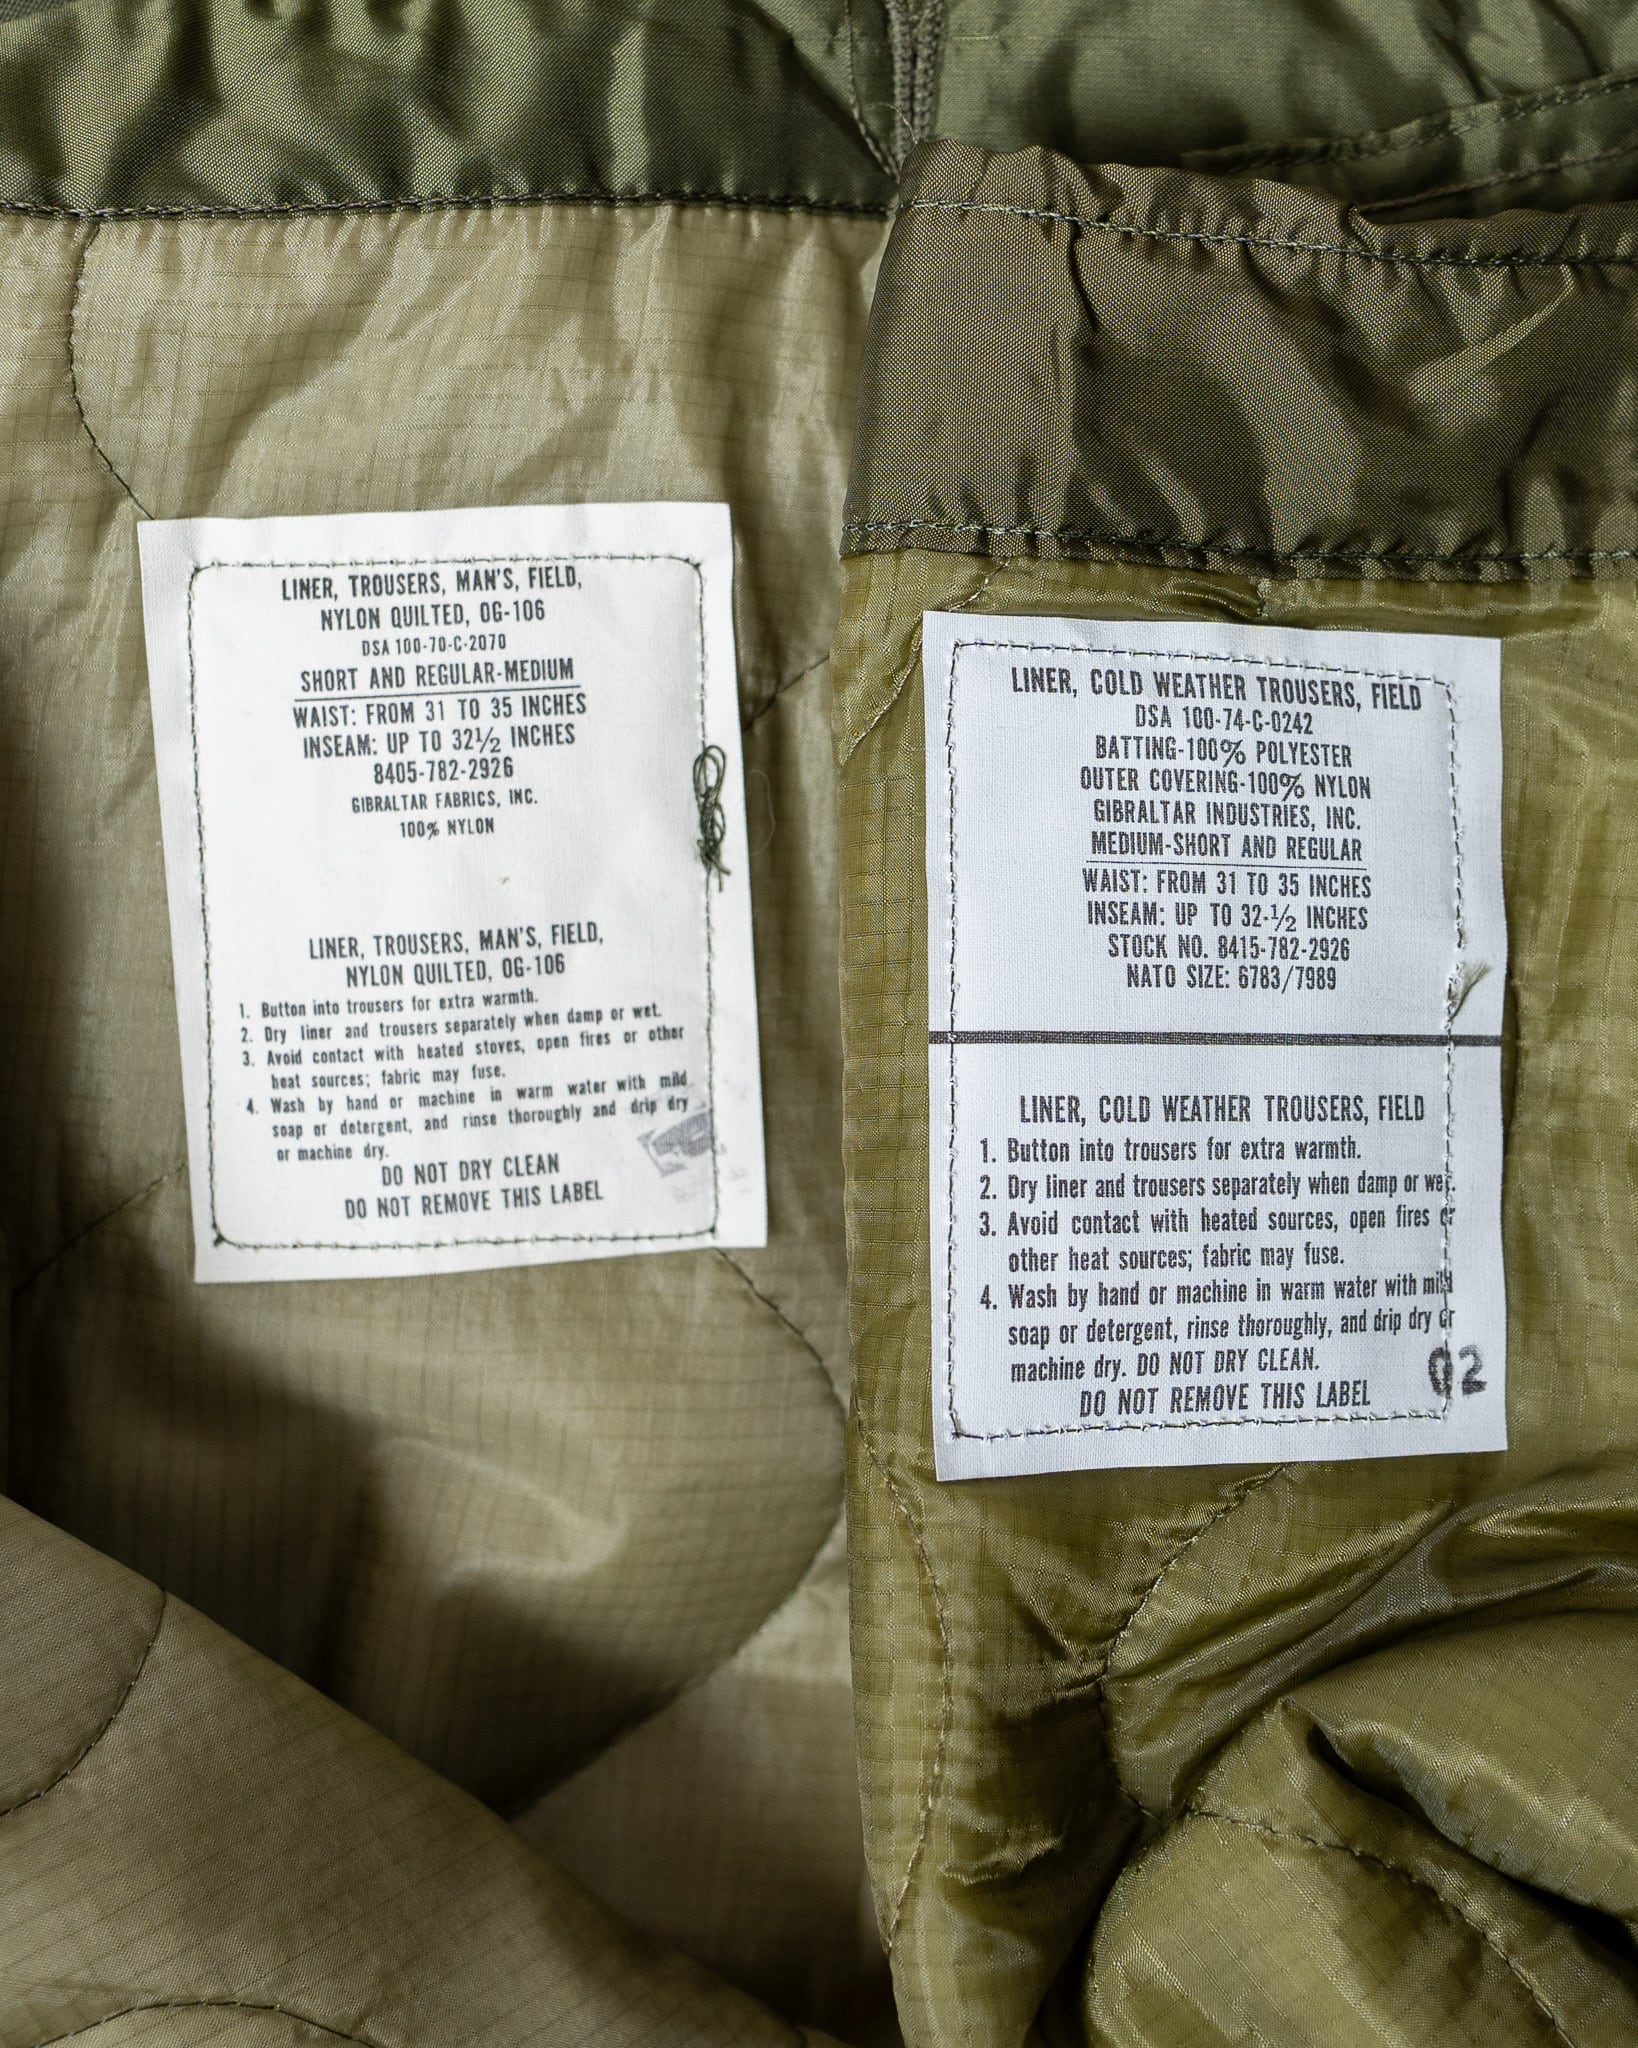 LINER, TROUSERS, MAN'S, FIELD,
NYLON QUILTED, OG-106
DSA 100-70-C-2070
SHORT AND REGULAR-MEDIUM
WAIST: FROM 31 TO 35 INCHES
INSEAM: UP TO 32½ INCHES
8405-782-2926
GIBRALTAR FABRICS, INC.
100% NYLON
LINER, TROUSERS, MAN'S, FIELD,
NYLON QUILTED, OG-106
1. Button into trousers for extra warmth.
2. Dry liner and trousers separately when damp or wet.
3. Avoid contact with heated stoves, open fires or other
heat sources; fabric may fuse.
4. Wash by hand or machine in warm water with mild
soap or detergent, and rinse thoroughly and drip dry
or machine dry.
DO NOT DRY CLEAN
DO NOT REMOVE THIS LABEL
LINER, COLD WEATHER TROUSERS, FIELD
DSA 100-74-C-0242
BATTING-100% POLYESTER
OUTER COVERING-100% NYLON
GIBRALTAR INDUSTRIES, INC.
MEDIUM-SHORT AND REGULAR
WAIST: FROM 31 TO 35 INCHES
INSEAM: UP TO 32-½ INCHES
STOCK NO. 8415-782-2926
NATO SIZE: 6783/7989
LINER, COLD WEATHER TROUSERS, FIELD
1. Button into trousers for extra warmth.
2. Dry liner and trousers separately when damp or wet.
3. Avoid contact with heated sources, open fires or
other heat sources; fabric may fuse.
4. Wash by hand or machine in warm water with mild
soap or detergent, rinse thoroughly, and drip dry or
machine dry. DO NOT DRY CLEAN.
DO NOT REMOVE THIS LABEL
02